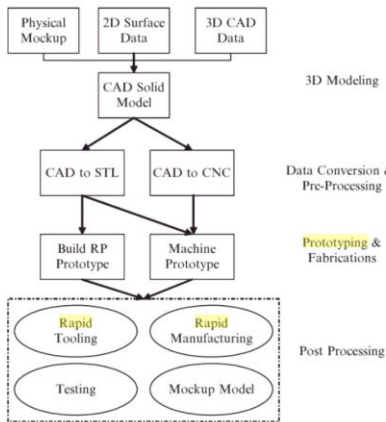 Physical
Mockup
2D Surface
Data
3D CAD
Data
CAD Solid
Model
3D Modeling
CAD to STL
CAD to CNC
Data Conversion &
Pre-Processing
Build RP
Prototype
Machine
Prototype
Prototyping &
Fabrications
Rapid
Tooling
Rapid
Manufacturing
Testing
Mockup Model
Post Processing